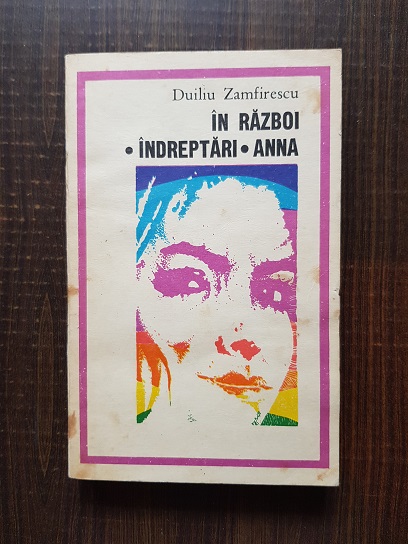 Duiliu Zamfirescu
ÎN RĂZBOI
• ÎNDREPTĂRI • ANNA